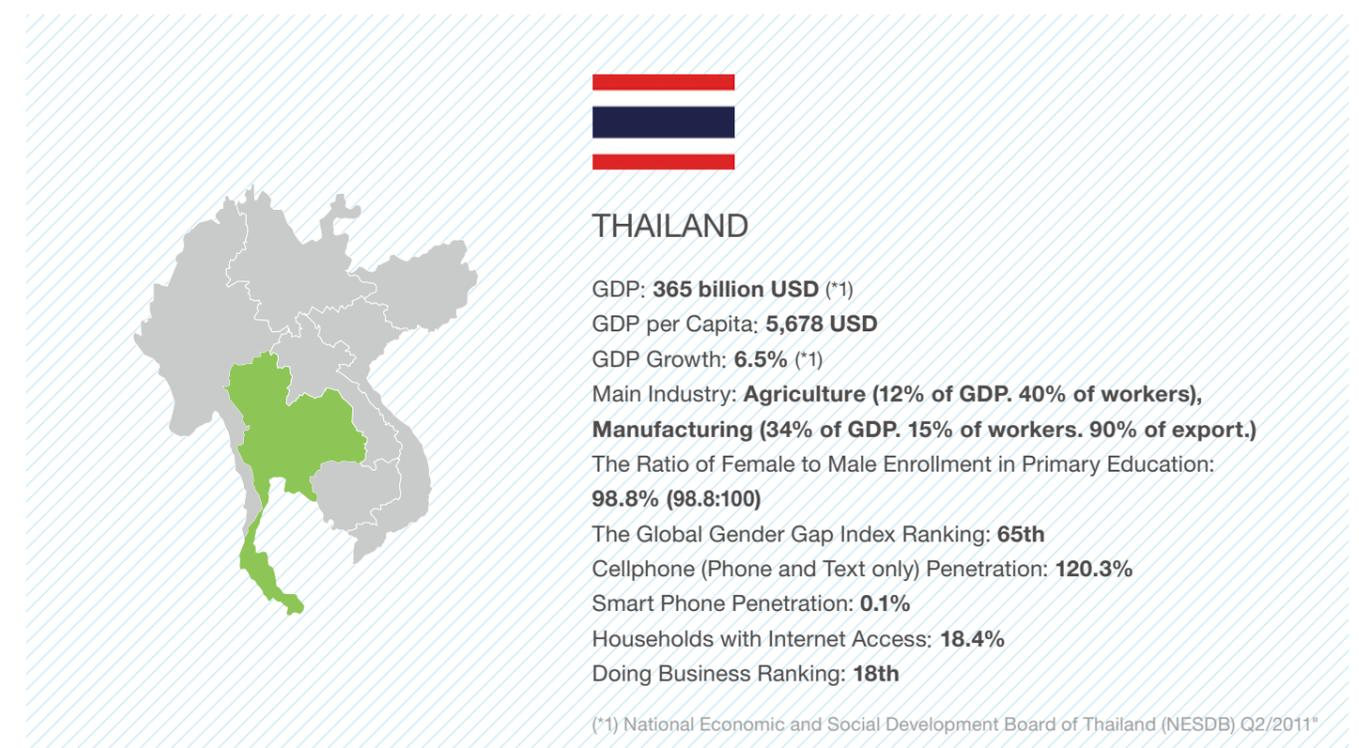 THAILAND
GDP: 365 billion USD (*1)
GDP per Capita: 5,678 USD
GDP Growth: 6.5% (*1)
Main Industry: Agriculture (12% of GDP. 40% of workers),
Manufacturing (34% of GDP. 15% of workers. 90% of export.)
The Ratio of Female to Male Enrollment in Primary Education:
98.8% (98.8:100)
The Global Gender Gap Index Ranking: 65th
Cellphone (Phone and Text only) Penetration: 120.3%
Smart Phone Penetration: 0.1%
Households with Internet Access: 18.4%
Doing Business Ranking: 18th
(*1) National Economic and Social Development Board of Thailand (NESDB) Q2/2011"